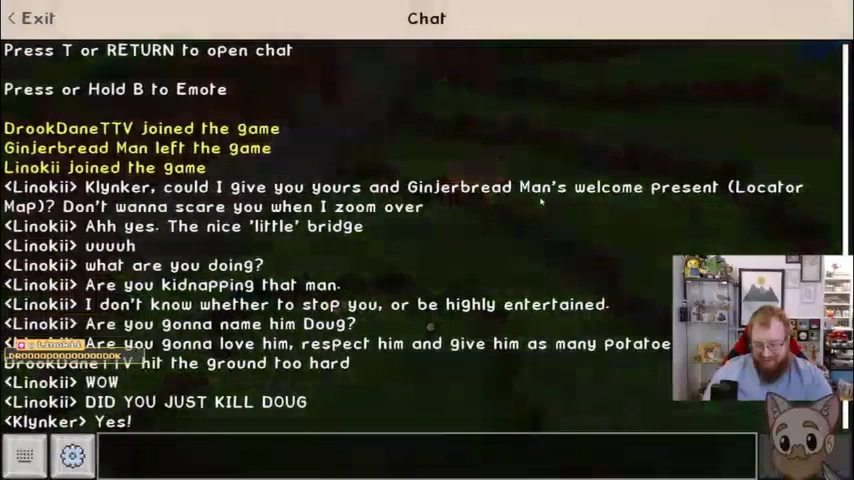 < Exit
Chat
Press T or RETURN to open chat
Press or Hold B to Emote
DrookDaneTTV joined the game
Ginjerbread Man left the game
Linokii joined the game
<Linokii> Klynker, could I give you yours and Ginjerbread Man's welcome present (Locator
Map)? Don't wanna scare you when I zoom over
<Linokii> Ahh yes. The nice 'little' bridge
<Linokii> uuuuh
<Linokii> what are you doing?
<Linokii> Are you kidnapping that man.
<Linokii> I don't know whether to stop you, or be highly entertained.
<Linokii> Are you gonna name him Doug?
Are you gonna love him, respect him and give him as many potatoe
Linokii
DrookDaneTTV hit the ground too hard
<Linokii> WOW
<Linokii> DID YOU JUST KILL DOUG
<Klynker> Yes!